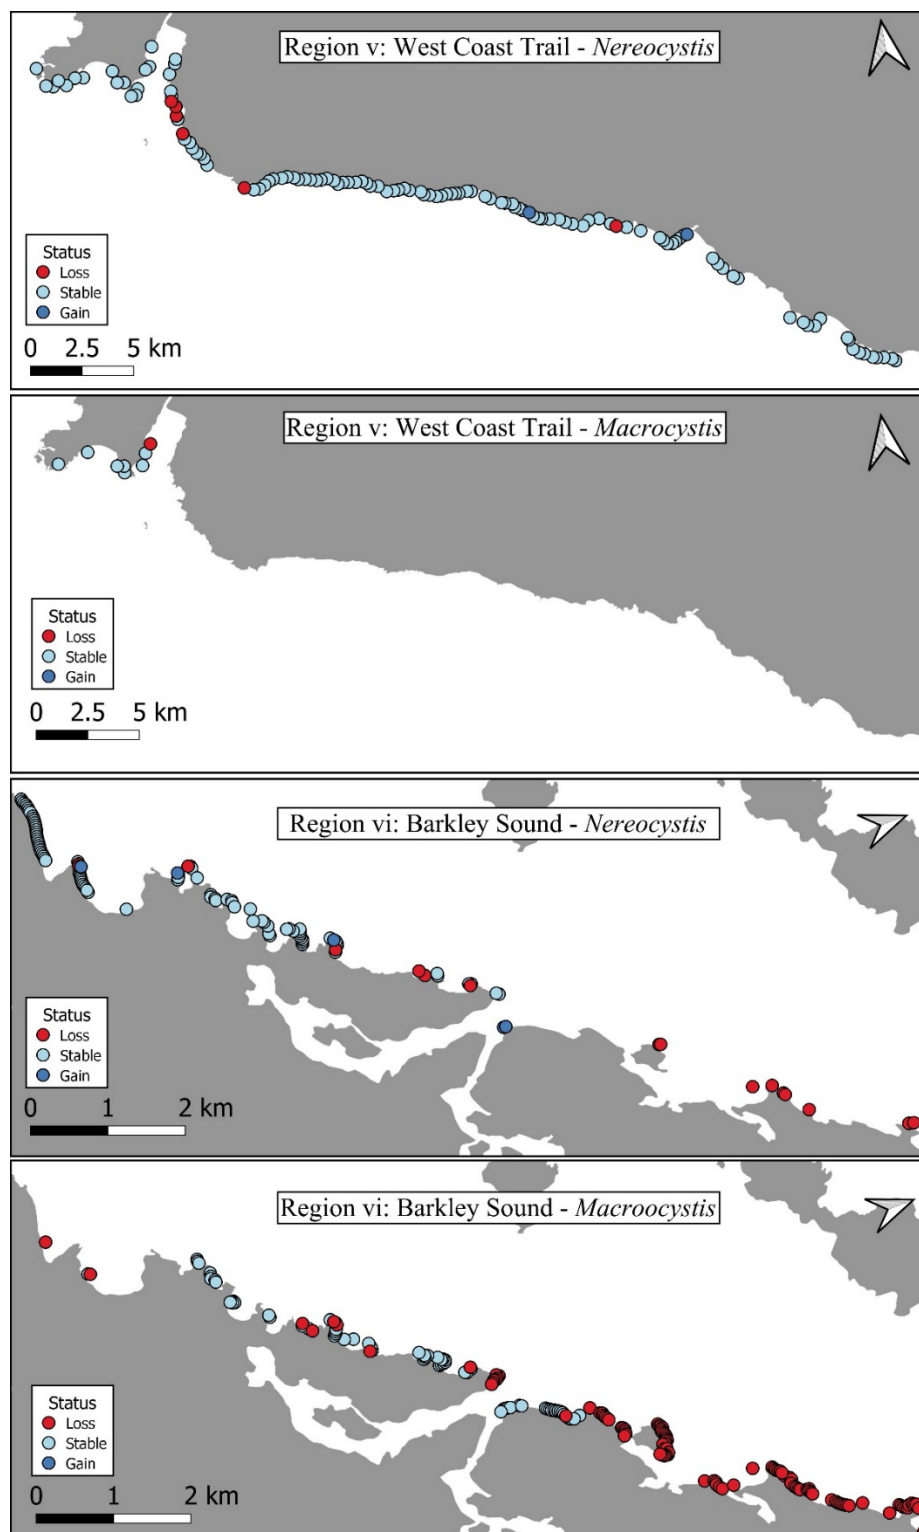 Region v: West Coast Trail - Nereocystis
Status
Loss
Stable
Gain
0 2.5 5 km
Region v: West Coast Trail - Macrocystis
Status
Loss
Stable
Gain
0 2.5 5 km
Region vi: Barkley Sound - Nereocystis
Status
Loss
Stable
Gain
0 1 2 km
Region vi: Barkley Sound - Macroocystis
Status
Loss
Stable
Gain
0 1 2 km